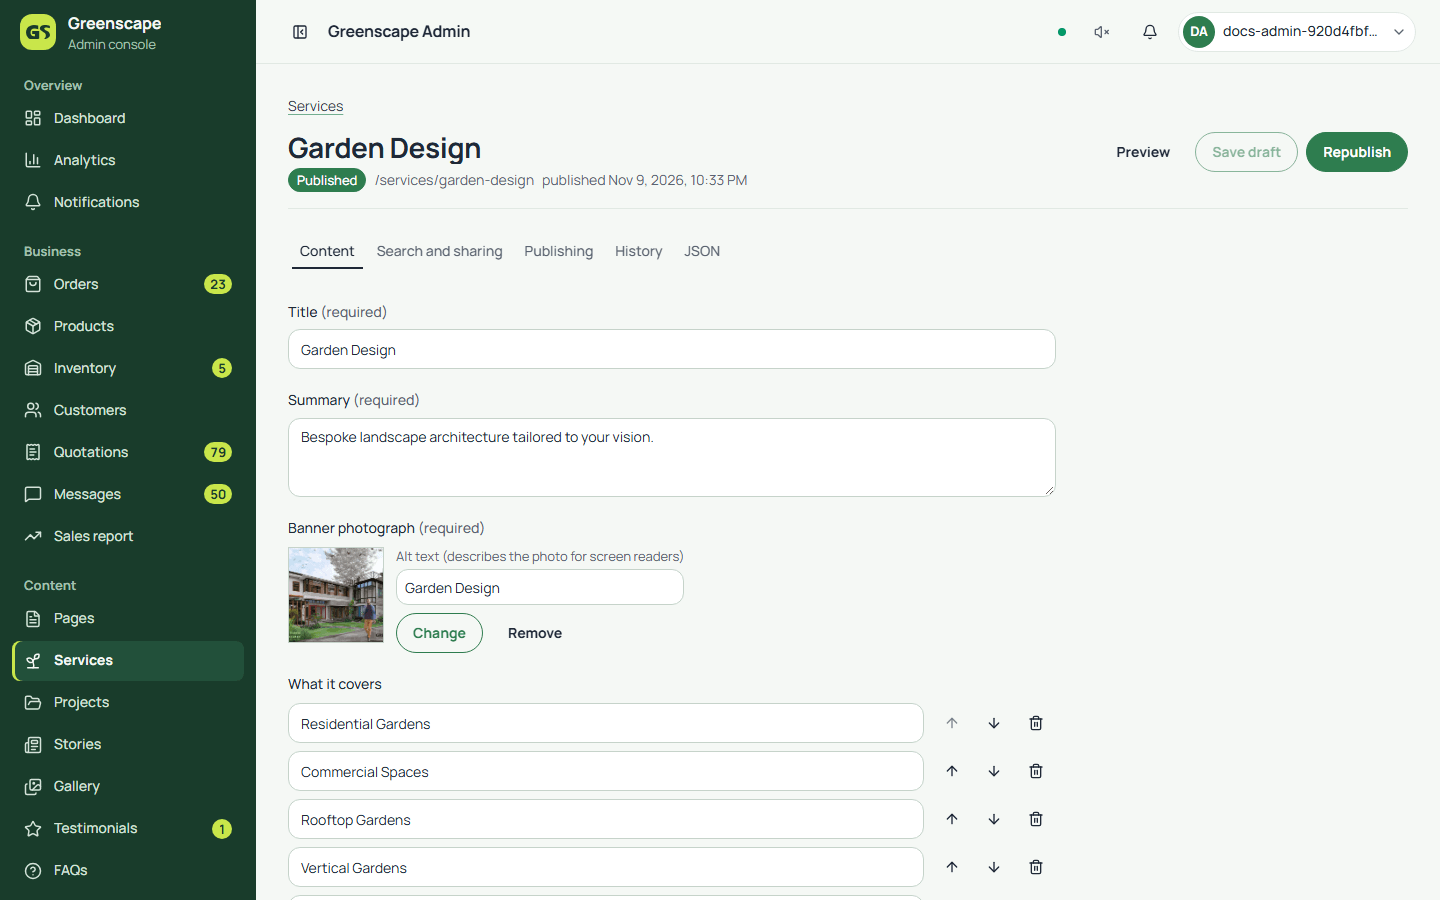 GS
Greenscape
Admin console
Overview
Dashboard
Analytics
Notifications
Business
Orders 23
Products
Inventory 5
Customers
Quotations 79
Messages 50
Sales report
Content
Pages
Services
Projects
Stories
Gallery
Testimonials 1
FAQs
Greenscape Admin
DA docs-admin-920d4fbf...
Services
Garden Design
Preview Save draft Republish
Published /services/garden-design published Nov 9, 2026, 10:33 PM
Content Search and sharing Publishing History JSON
Title (required)
Garden Design
Summary (required)
Bespoke landscape architecture tailored to your vision.
Banner photograph (required)
Alt text (describes the photo for screen readers)
Garden Design
Change Remove
What it covers
Residential Gardens
Commercial Spaces
Rooftop Gardens
Vertical Gardens